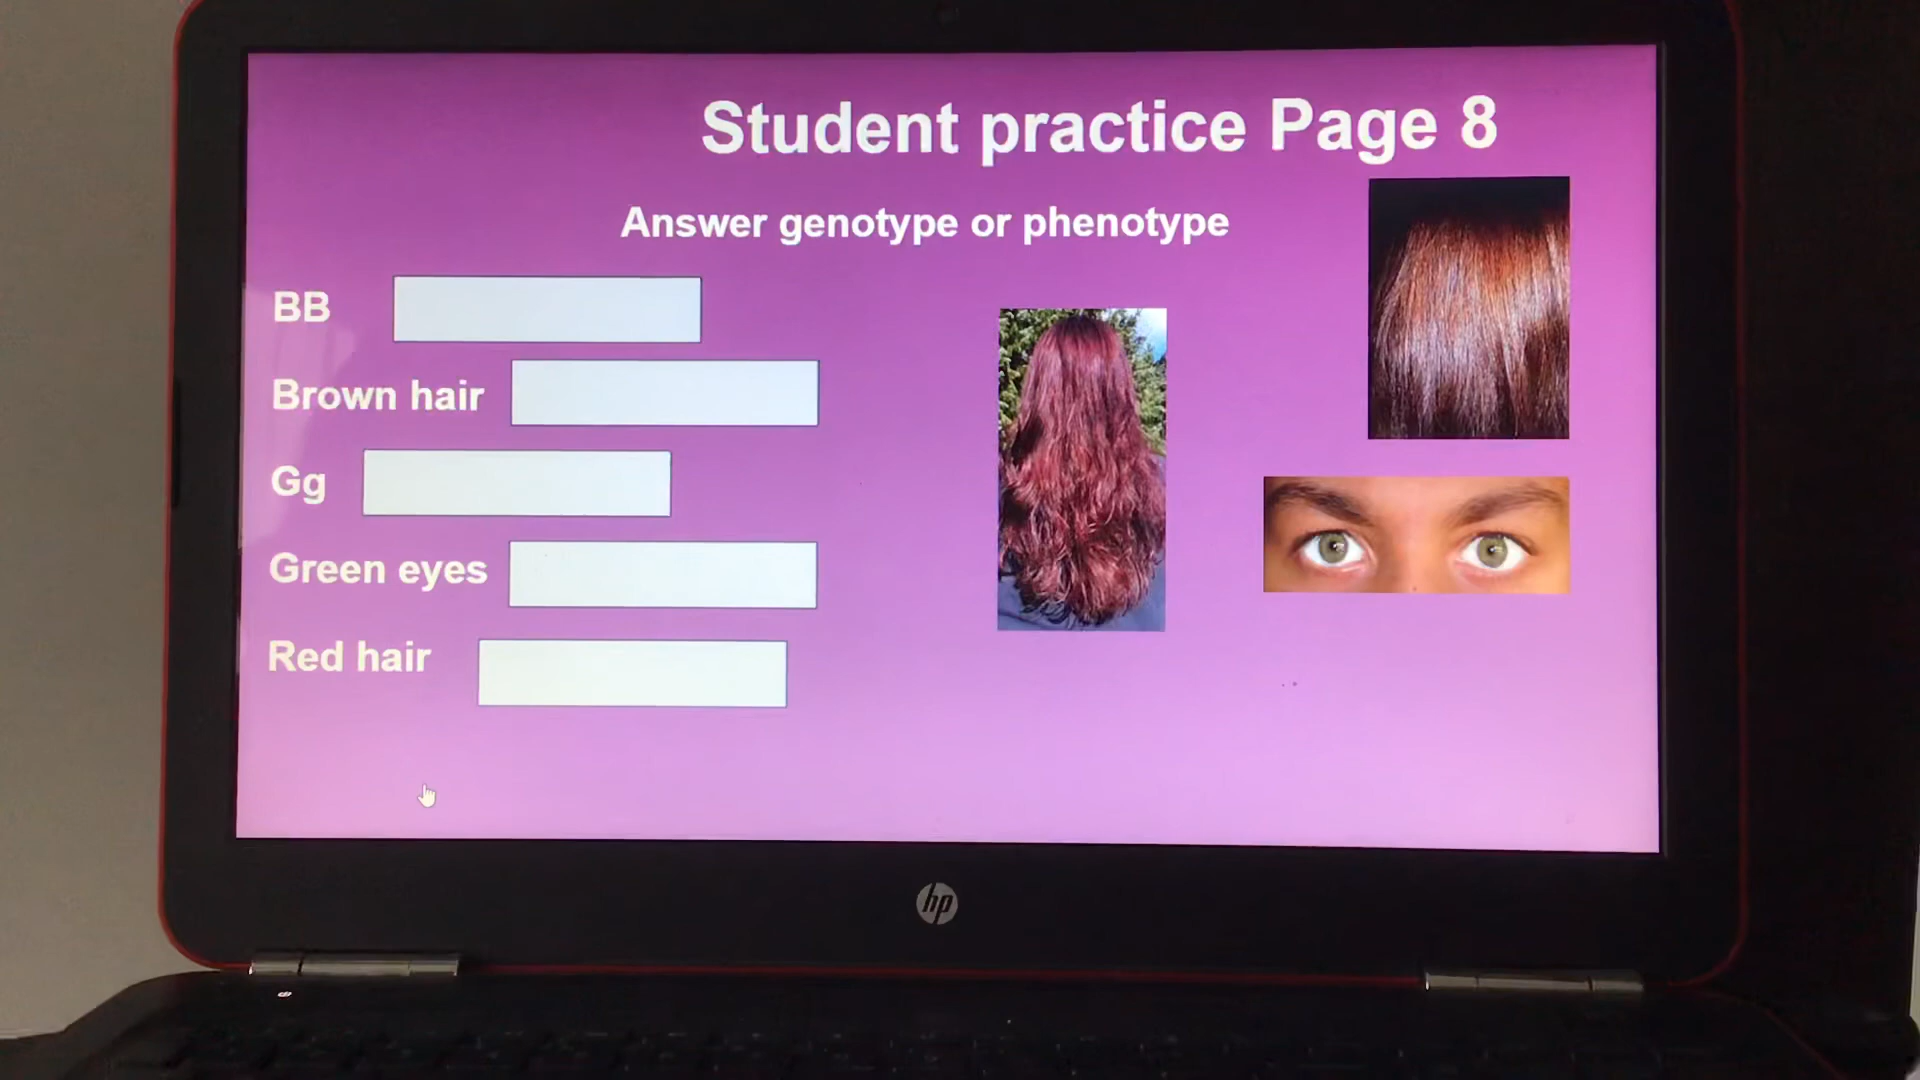 Student practice Page 8
Answer genotype or phenotype
BB
Brown hair
Gg
Green eyes
Red hair
hp